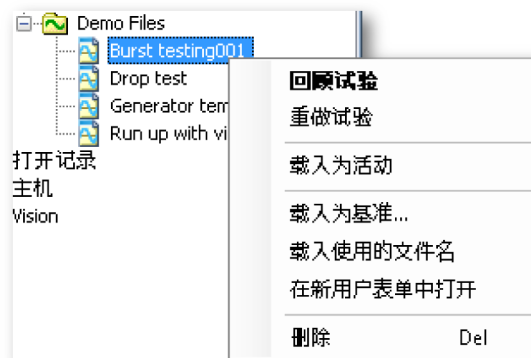 Demo Files
Burst testing001
Drop test
Generator tem
Run up with vi
打开记录
主机
Vision
回顾试验
重做试验
载入为活动
载入为基准...
载入使用的文件名
在新用户表单中打开
删除 Del